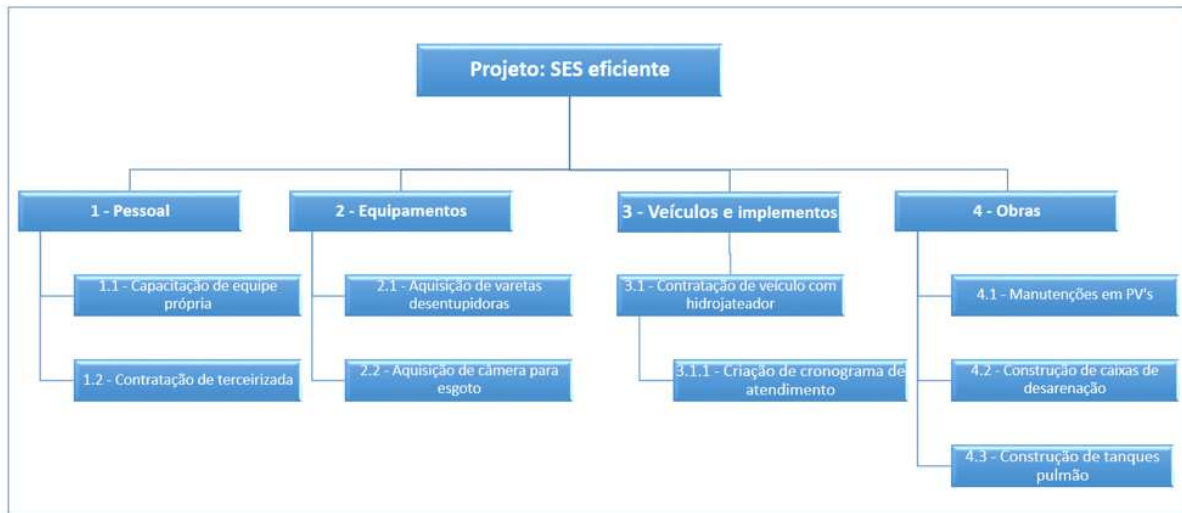 Projeto: SES eficiente
1 - Pessoal
1.1 - Capacitação de equipe
própria
1.2 - Contratação de terceirizada
2 - Equipamentos
2.1 - Aquisição de varetas
desentupidoras
2.2 - Aquisição de câmera para
esgoto
3 - Veículos e implementos
3.1 - Contratação de veículo com
hidrojateador
3.1.1 - Criação de cronograma de
atendimento
4 - Obras
4.1 - Manutenções em PV's
4.2 - Construção de caixas de
desarenação
4.3 - Construção de tanques
pulmão